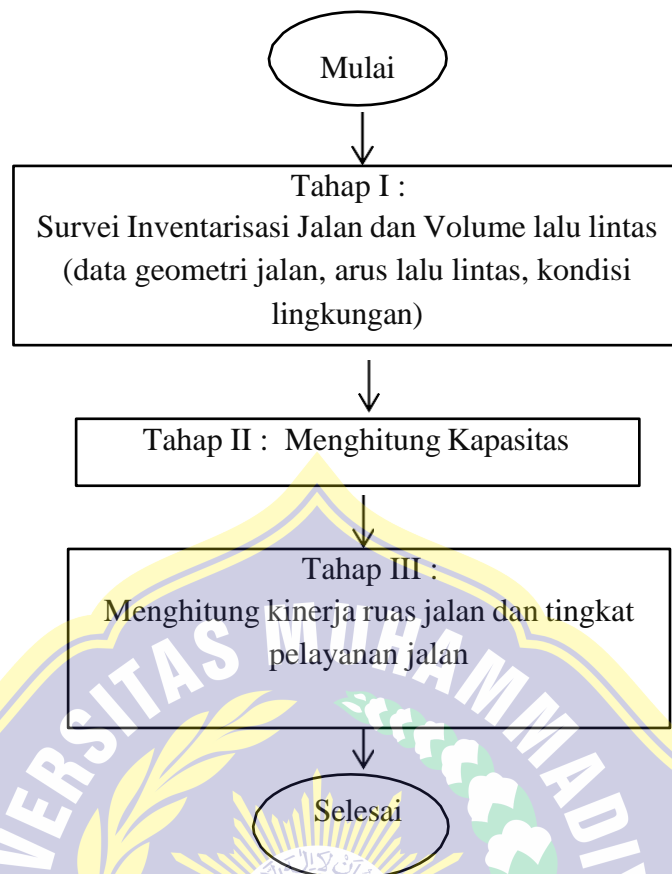 Mulai
Tahap I :
Survei Inventarisasi Jalan dan Volume lalu lintas
(data geometri jalan, arus lalu lintas, kondisi
lingkungan)
Tahap II : Menghitung Kapasitas
Tahap III :
Menghitung kinerja ruas jalan dan tingkat
pelayanan jalan
Selesai